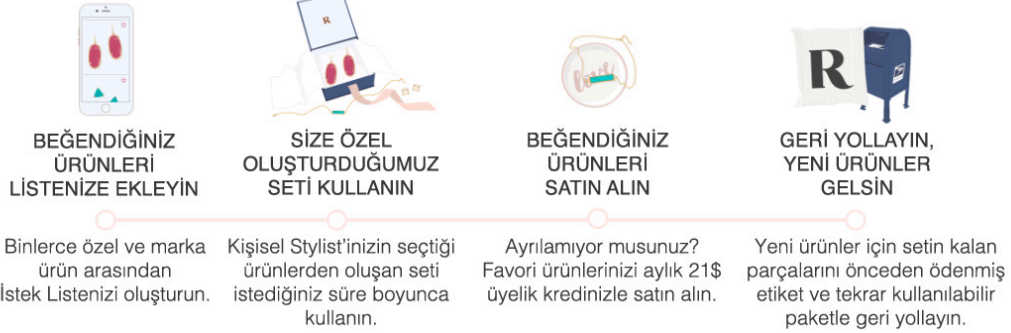 R
R
BEĞENDİĞİNİZ
ÜRÜNLERİ
LİSTENİZE EKLEYİN
Binlerce özel ve marka
ürün arasından
İstek Listenizi oluşturun.
SİZE ÖZEL
OLUŞTURDUĞUMUZ
SETİ KULLANIN
Kişisel Stylist'inizin seçtiği
ürünlerden oluşan seti
istediğiniz süre boyunca
kullanın.
BEĞENDİĞİNİZ
ÜRÜNLERİ
SATIN ALIN
Ayrılamıyor musunuz?
Favori ürünlerinizi aylık 21$
üyelik kredinizle satın alın.
GERİ YOLLAYIN,
YENİ ÜRÜNLER
GELSİN
Yeni ürünler için setin kalan
parçalarını önceden ödenmiş
etiket ve tekrar kullanılabilir
paketle geri yollayın.